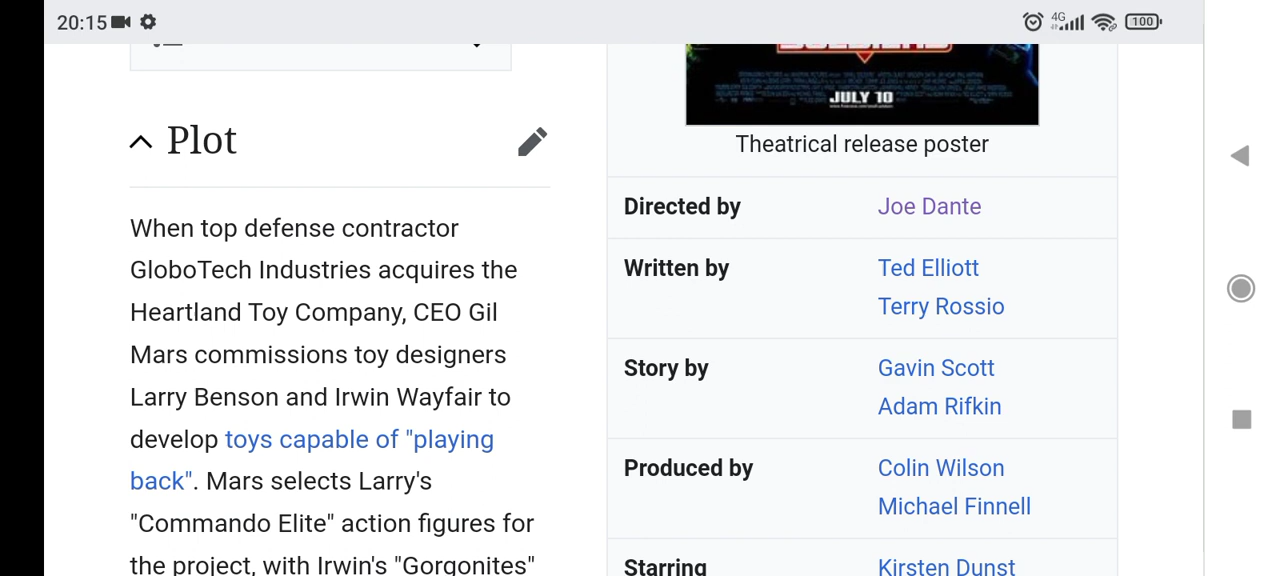 20:15
4G
100
JULY 10
Theatrical release poster
Plot
When top defense contractor
GloboTech Industries acquires the
Heartland Toy Company, CEO Gil
Mars commissions toy designers
Larry Benson and Irwin Wayfair to
develop toys capable of "playing
back". Mars selects Larry's
"Commando Elite" action figures for
the project, with Irwin's "Gorgonites"
Directed by Joe Dante
Written by Ted Elliott
Terry Rossio
Story by Gavin Scott
Adam Rifkin
Produced by Colin Wilson
Michael Finnell
Starring Kirsten Dunst